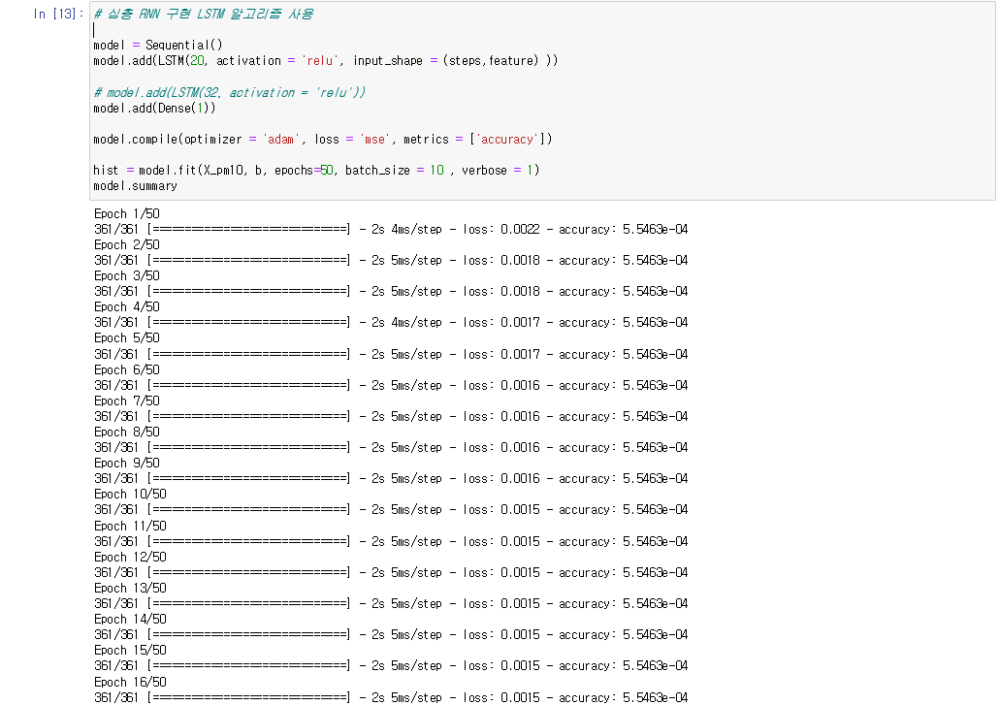 In [13]: # 심층 RNN 구현 LSTM 알고리즘 사용
model = Sequential()
model.add(LSTM(20, activation = 'relu', input_shape = (steps,feature) ))
# model.add(LSTM(32, activation = 'relu'))
model.add(Dense(1))
model.compile(optimizer = 'adam', loss = 'mse', metrics = ['accuracy'])
hist = model.fit(X_pm10, b, epochs=50, batch_size = 10 , verbose = 1)
model.summary
Epoch 1/50
361/361 [==============================] - 2s 4ms/step - loss: 0.0022 - accuracy: 5.5463e-04
Epoch 2/50
361/361 [==============================] - 2s 5ms/step - loss: 0.0018 - accuracy: 5.5463e-04
Epoch 3/50
361/361 [==============================] - 2s 5ms/step - loss: 0.0018 - accuracy: 5.5463e-04
Epoch 4/50
361/361 [==============================] - 2s 4ms/step - loss: 0.0017 - accuracy: 5.5463e-04
Epoch 5/50
361/361 [==============================] - 2s 5ms/step - loss: 0.0017 - accuracy: 5.5463e-04
Epoch 6/50
361/361 [==============================] - 2s 5ms/step - loss: 0.0016 - accuracy: 5.5463e-04
Epoch 7/50
361/361 [==============================] - 2s 5ms/step - loss: 0.0016 - accuracy: 5.5463e-04
Epoch 8/50
361/361 [==============================] - 2s 5ms/step - loss: 0.0016 - accuracy: 5.5463e-04
Epoch 9/50
361/361 [==============================] - 2s 5ms/step - loss: 0.0016 - accuracy: 5.5463e-04
Epoch 10/50
361/361 [==============================] - 2s 5ms/step - loss: 0.0015 - accuracy: 5.5463e-04
Epoch 11/50
361/361 [==============================] - 2s 5ms/step - loss: 0.0015 - accuracy: 5.5463e-04
Epoch 12/50
361/361 [==============================] - 2s 5ms/step - loss: 0.0015 - accuracy: 5.5463e-04
Epoch 13/50
361/361 [==============================] - 2s 5ms/step - loss: 0.0015 - accuracy: 5.5463e-04
Epoch 14/50
361/361 [==============================] - 2s 5ms/step - loss: 0.0015 - accuracy: 5.5463e-04
Epoch 15/50
361/361 [==============================] - 2s 5ms/step - loss: 0.0015 - accuracy: 5.5463e-04
Epoch 16/50
361/361 [==============================] - 2s 5ms/step - loss: 0.0015 - accuracy: 5.5463e-04